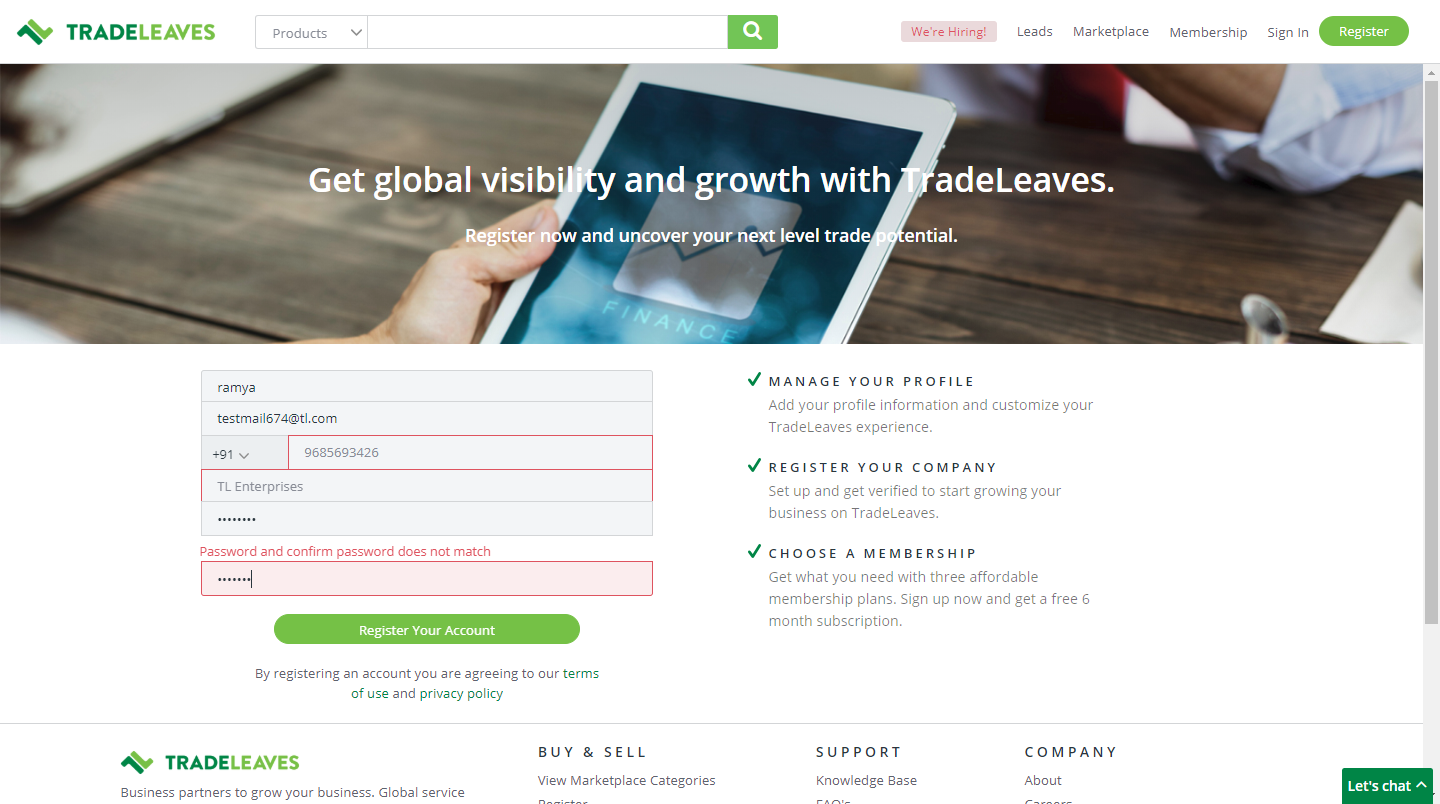 TRADELEAVES
Products
We're Hiring!
Leads
Marketplace
Membership
Sign In
Register
Get global visibility and growth with TradeLeaves.
Register now and uncover your next level trade potential.
FINANCE
ramya
testmail674@tl.com
+91
9685693426
TL Enterprises
••••••••
Password and confirm password does not match
•••••••
Register Your Account
By registering an account you are agreeing to our terms
of use and privacy policy
MANAGE YOUR PROFILE
Add your profile information and customize your
TradeLeaves experience.
REGISTER YOUR COMPANY
Set up and get verified to start growing your
business on TradeLeaves.
CHOOSE A MEMBERSHIP
Get what you need with three affordable
membership plans. Sign up now and get a free 6
month subscription.
TRADELEAVES
Business partners to grow your business. Global service
BUY & SELL
View Marketplace Categories
Register
SUPPORT
Knowledge Base
FAQ's
COMPANY
About
Careers
Let's chat